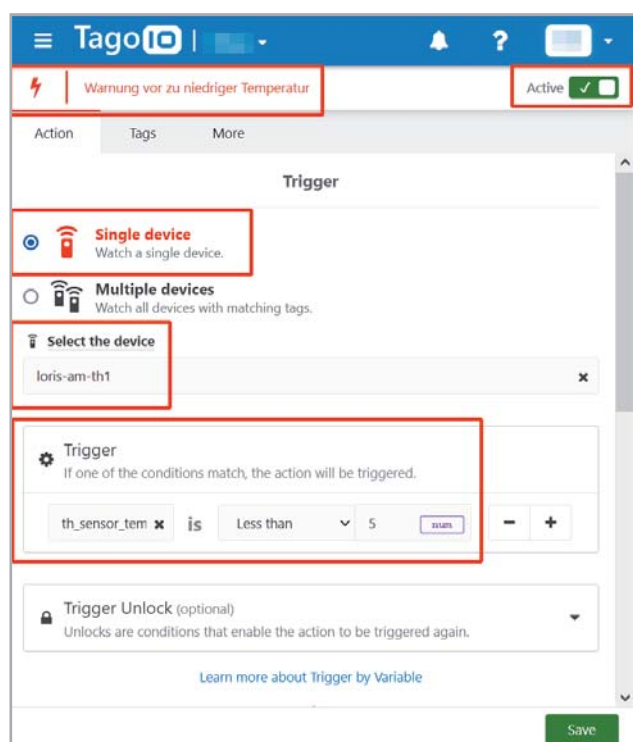 TagoIO
?
Warnung vor zu niedriger Temperatur
Active
Action Tags More
Trigger
Single device
Watch a single device.
Multiple devices
Watch all devices with matching tags.
Select the device
loris-am-th1
Trigger
If one of the conditions match, the action will be triggered.
th_sensor_tem is Less than 5 num
Trigger Unlock (optional)
Unlocks are conditions that enable the action to be triggered again.
Learn more about Trigger by Variable
Save